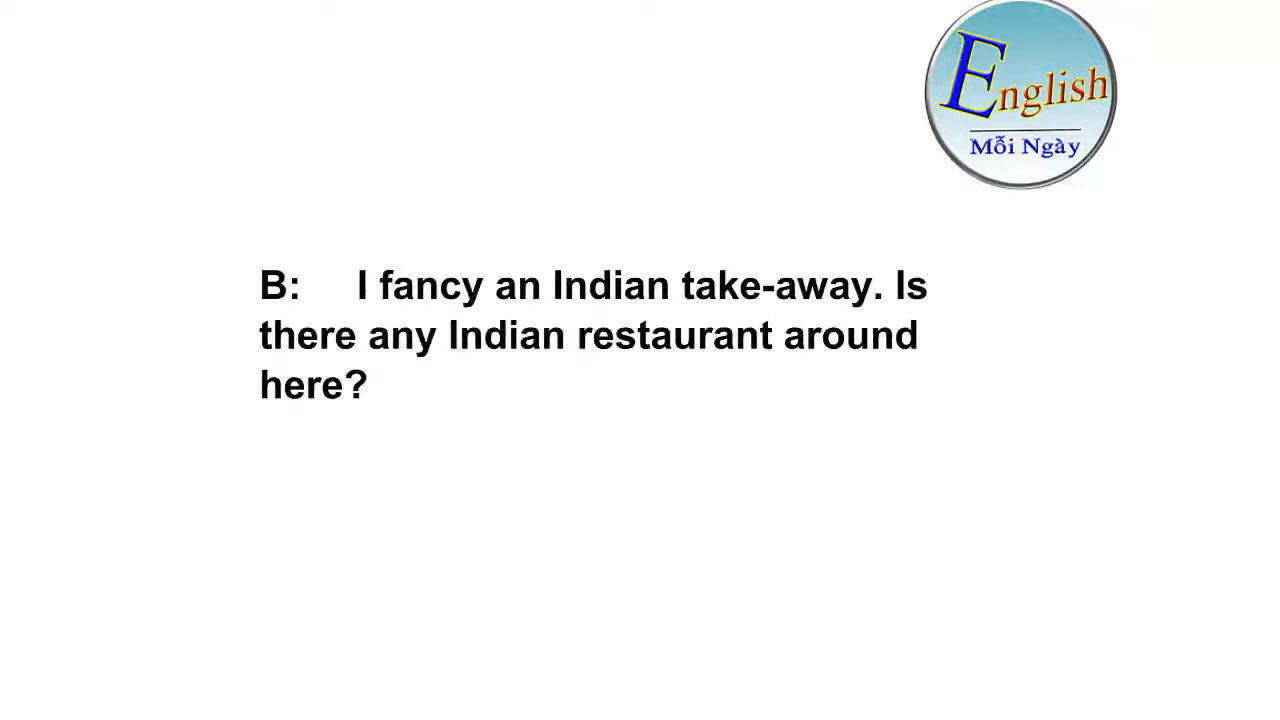 English
Mỗi Ngày
B: I fancy an Indian take-away. Is
there any Indian restaurant around
here?